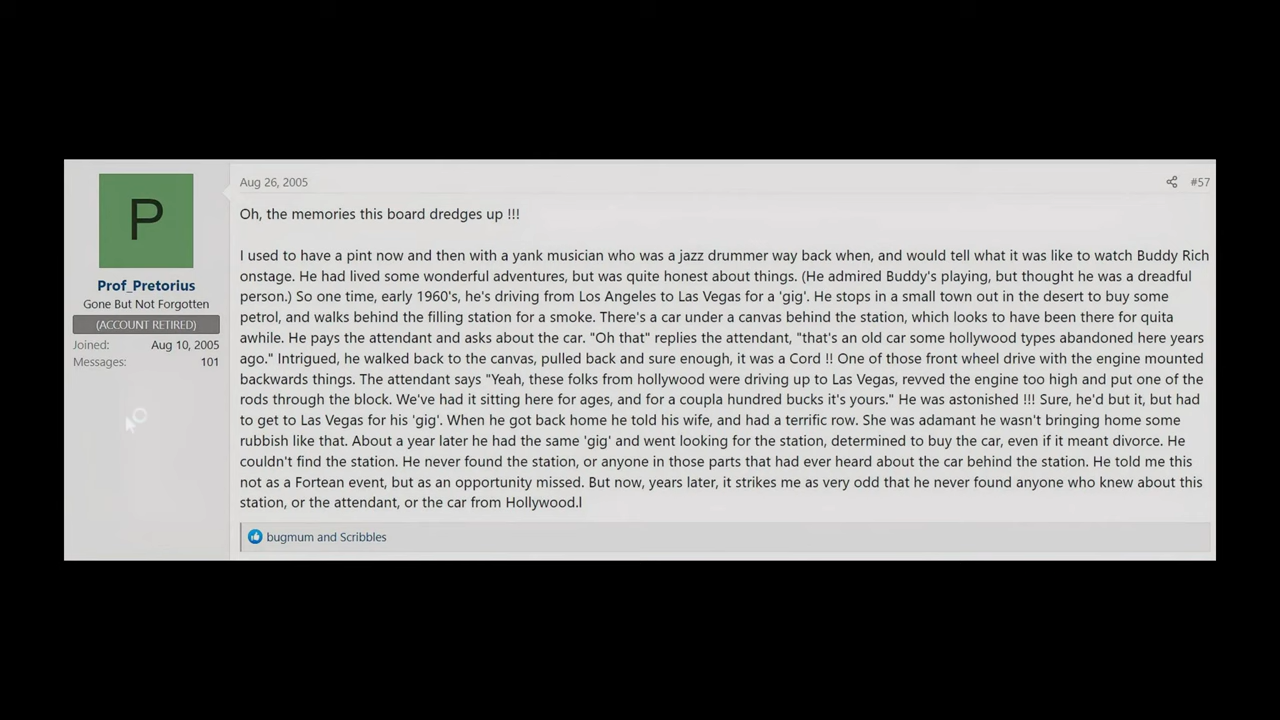 P
Prof_Pretorius
Gone But Not Forgotten
(ACCOUNT RETIRED)
Joined: Aug 10, 2005
Messages: 101
Aug 26, 2005 #57
Oh, the memories this board dredges up !!!
I used to have a pint now and then with a yank musician who was a jazz drummer way back when, and would tell what it was like to watch Buddy Rich
onstage. He had lived some wonderful adventures, but was quite honest about things. (He admired Buddy's playing, but thought he was a dreadful
person.) So one time, early 1960's, he's driving from Los Angeles to Las Vegas for a 'gig'. He stops in a small town out in the desert to buy some
petrol, and walks behind the filling station for a smoke. There's a car under a canvas behind the station, which looks to have been there for quita
awhile. He pays the attendant and asks about the car. "Oh that" replies the attendant, "that's an old car some hollywood types abandoned here years
ago." Intrigued, he walked back to the canvas, pulled back and sure enough, it was a Cord !! One of those front wheel drive with the engine mounted
backwards things. The attendant says "Yeah, these folks from hollywood were driving up to Las Vegas, revved the engine too high and put one of the
rods through the block. We've had it sitting here for ages, and for a coupla hundred bucks it's yours." He was astonished !!! Sure, he'd but it, but had
to get to Las Vegas for his 'gig'. When he got back home he told his wife, and had a terrific row. She was adamant he wasn't bringing home some
rubbish like that. About a year later he had the same 'gig' and went looking for the station, determined to buy the car, even if it meant divorce. He
couldn't find the station. He never found the station, or anyone in those parts that had ever heard about the car behind the station. He told me this
not as a Fortean event, but as an opportunity missed. But now, years later, it strikes me as very odd that he never found anyone who knew about this
station, or the attendant, or the car from Hollywood.l
bugmum and Scribbles